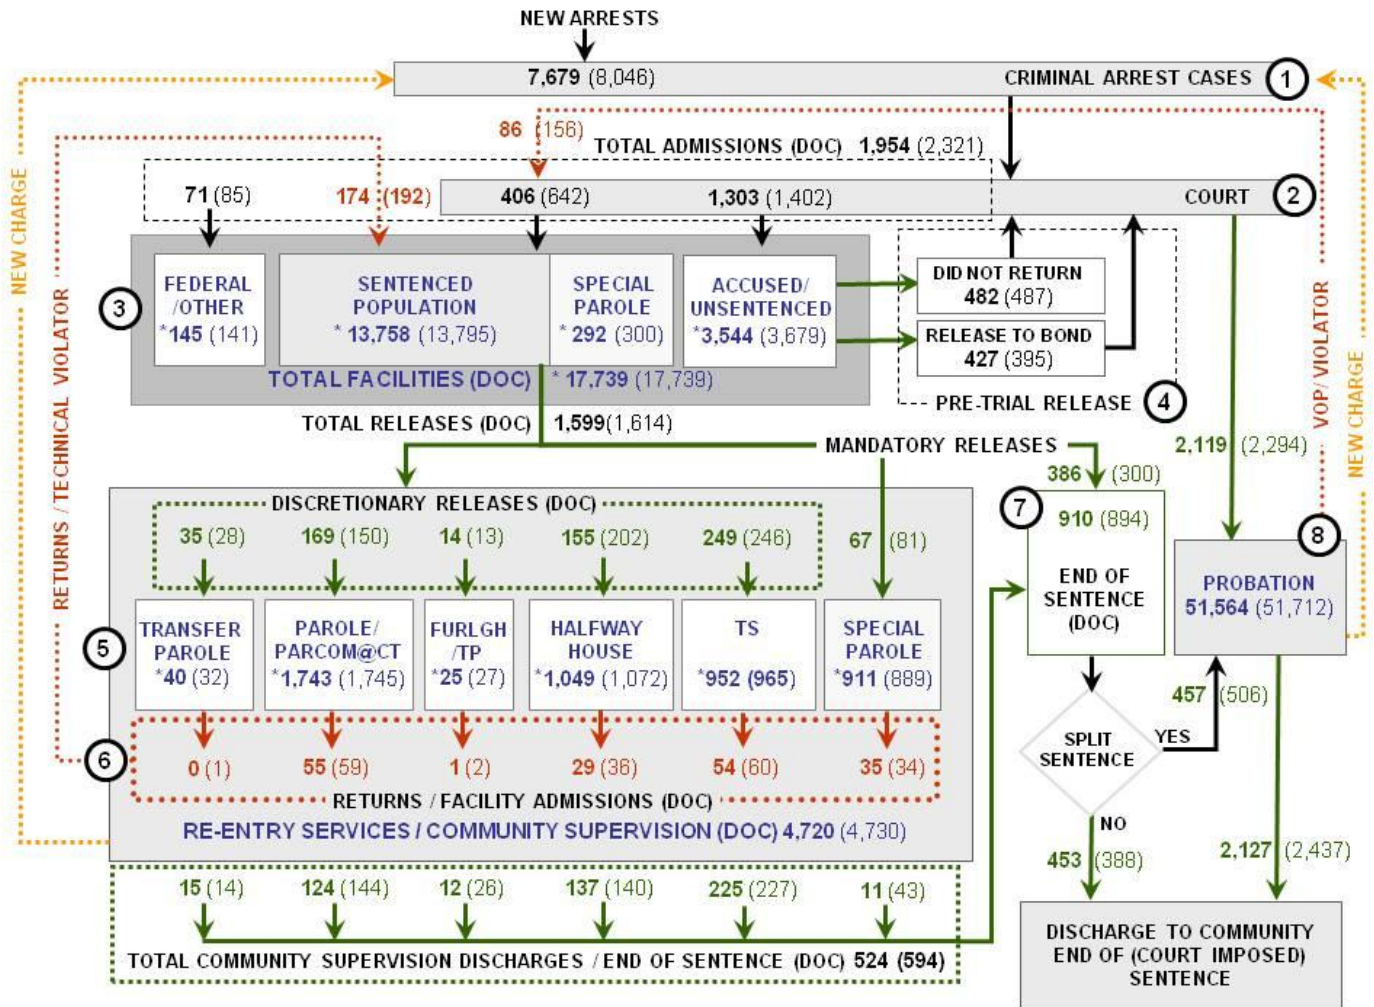 NEW ARRESTS
7,679 (8,046)
CRIMINAL ARREST CASES
1
86 (156)
TOTAL ADMISSIONS (DOC) 1,954 (2,321)
71 (85)
174 (192)
406 (642)
1,303 (1,402)
COURT
2
NEW CHARGE
RETURNS / TECHNICAL VIOLATOR
3
FEDERAL
/OTHER
*145 (141)
SENTENCED
POPULATION
*13,758 (13,795)
SPECIAL
PAROLE
*292 (300)
ACCUSED/
UNSENTENCED
*3,544 (3,679)
TOTAL FACILITIES (DOC) *17,739 (17,739)
DID NOT RETURN
482 (487)
RELEASE TO BOND
427 (395)
PRE-TRIAL RELEASE
4
VOP/ VIOLATOR
NEW CHARGE
TOTAL RELEASES (DOC) 1,599(1,614)
MANDATORY RELEASES
2,119 (2,294)
386 (300)
DISCRETIONARY RELEASES (DOC)
35 (28)
169 (150)
14 (13)
155 (202)
249 (246)
67 (81)
7
910 (894)
END OF
SENTENCE
(DOC)
8
PROBATION
51,564 (51,712)
5
TRANSFER
PAROLE
*40 (32)
PAROLE/
PARCOM@CT
*1,743 (1,745)
FURLGH
/TP
*25 (27)
HALFWAY
HOUSE
*1,049 (1,072)
TS
*952 (965)
SPECIAL
PAROLE
*911 (889)
457 (506)
SPLIT
SENTENCE
YES
NO
6
0 (1)
55 (59)
1 (2)
29 (36)
54 (60)
35 (34)
RETURNS / FACILITY ADMISSIONS (DOC)
RE-ENTRY SERVICES / COMMUNITY SUPERVISION (DOC) 4,720 (4,730)
453 (388)
2,127 (2,437)
15 (14)
124 (144)
12 (26)
137 (140)
225 (227)
11 (43)
TOTAL COMMUNITY SUPERVISION DISCHARGES / END OF SENTENCE (DOC) 524 (594)
DISCHARGE TO COMMUNITY
END OF (COURT IMPOSED)
SENTENCE